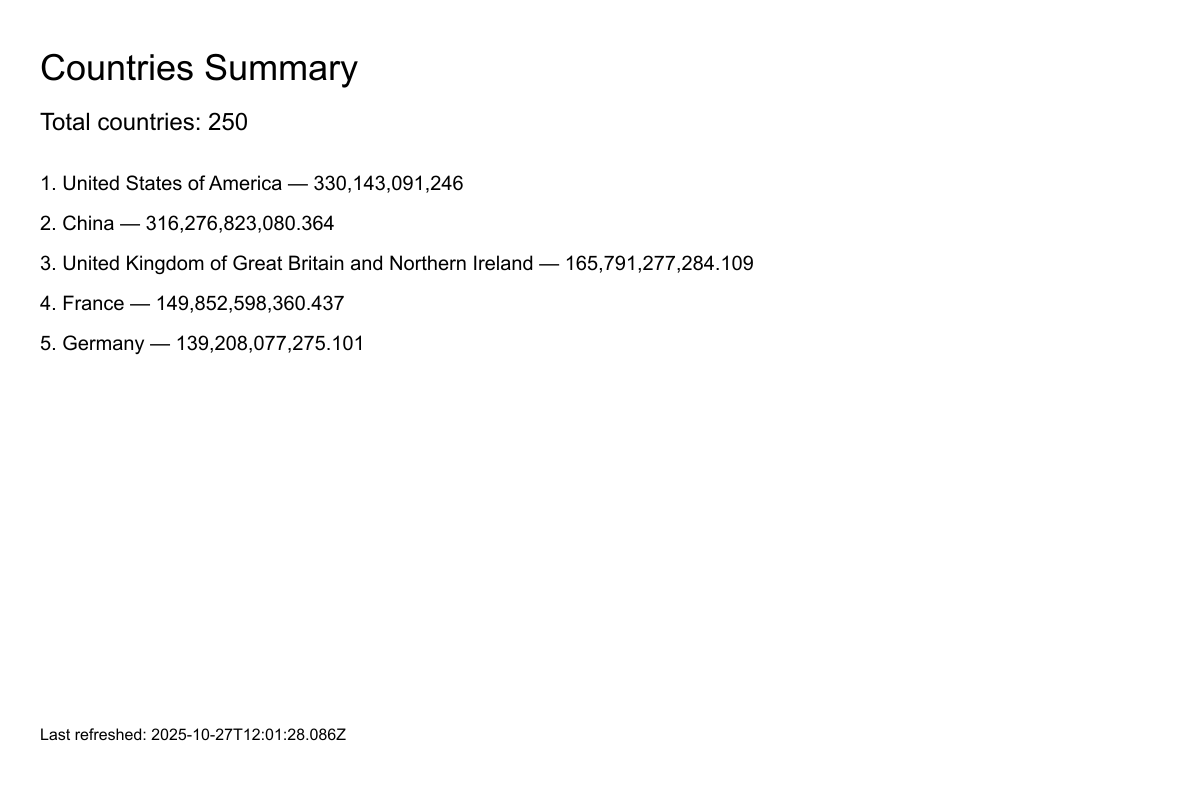 Countries Summary
Total countries: 250
1. United States of America — 330,143,091,246
2. China — 316,276,823,080.364
3. United Kingdom of Great Britain and Northern Ireland — 165,791,277,284.109
4. France — 149,852,598,360.437
5. Germany — 139,208,077,275.101
Last refreshed: 2025-10-27T12:01:28.086Z